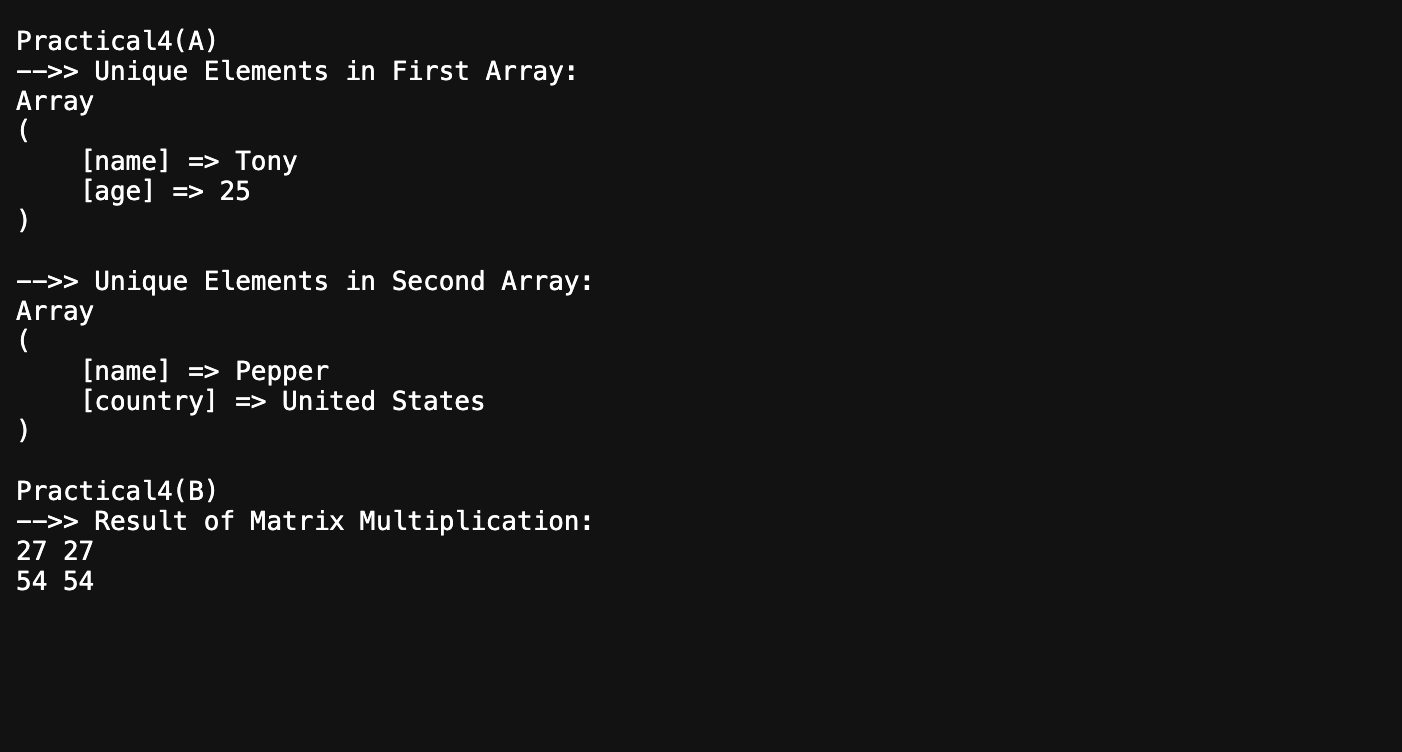 Practical4(A)
-->> Unique Elements in First Array:
Array
(
    [name] => Tony
    [age] => 25
)

-->> Unique Elements in Second Array:
Array
(
    [name] => Pepper
    [country] => United States
)

Practical4(B)
-->> Result of Matrix Multiplication:
27 27
54 54